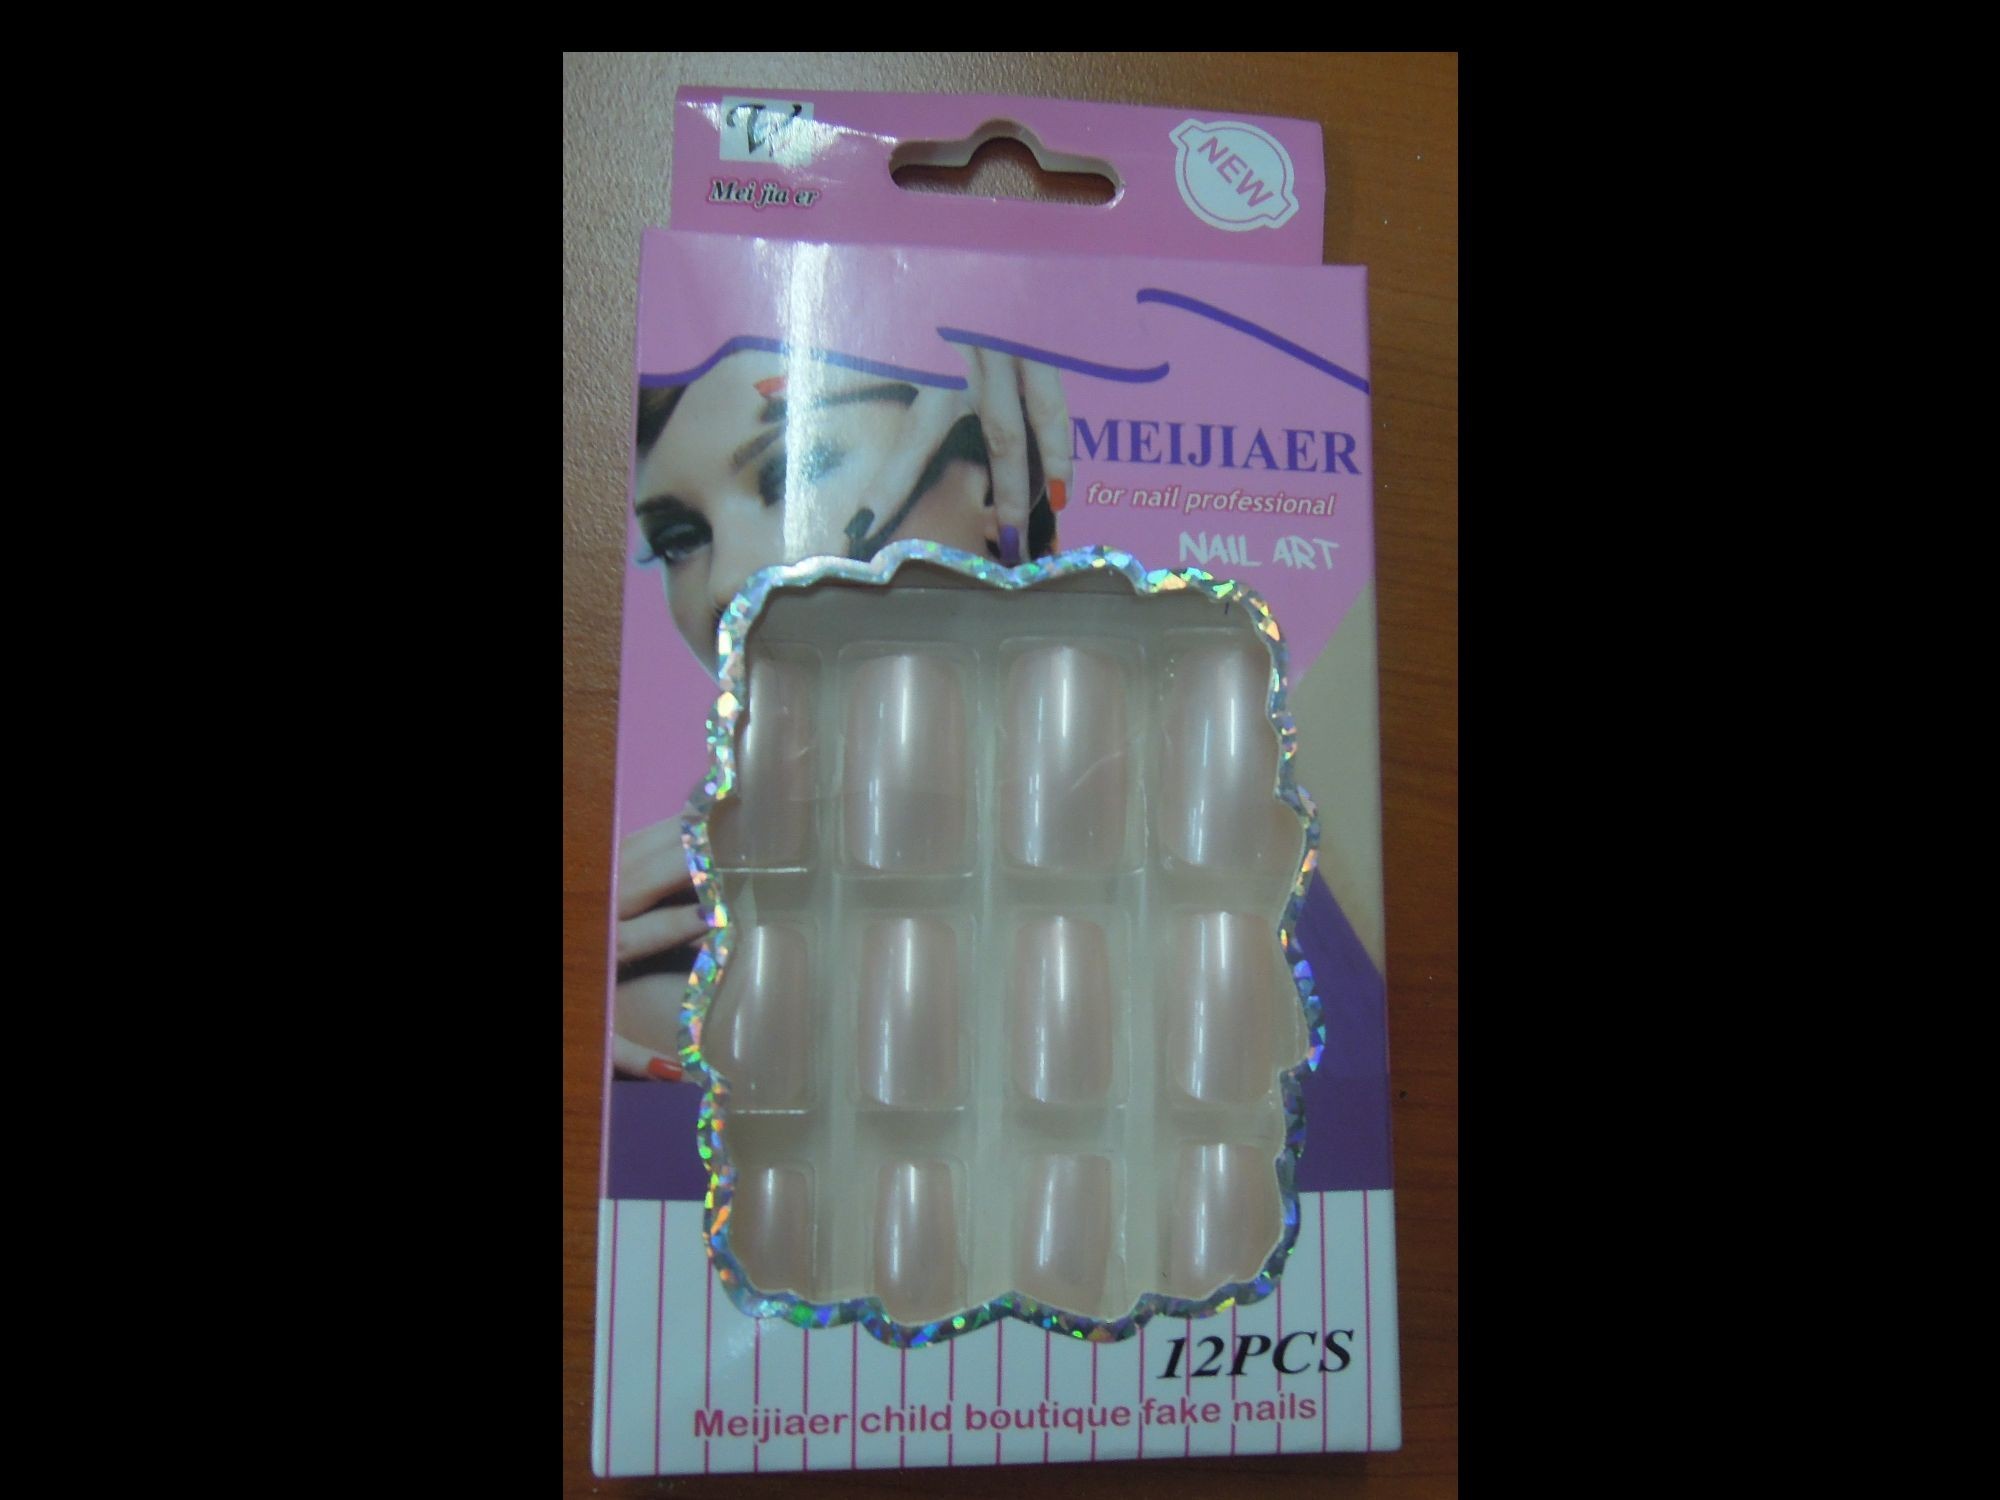 V
Mei jia er
NEW
MEIJIAER
for nail professional
NAIL ART
12PCS
Meijiaer child boutique fake nails